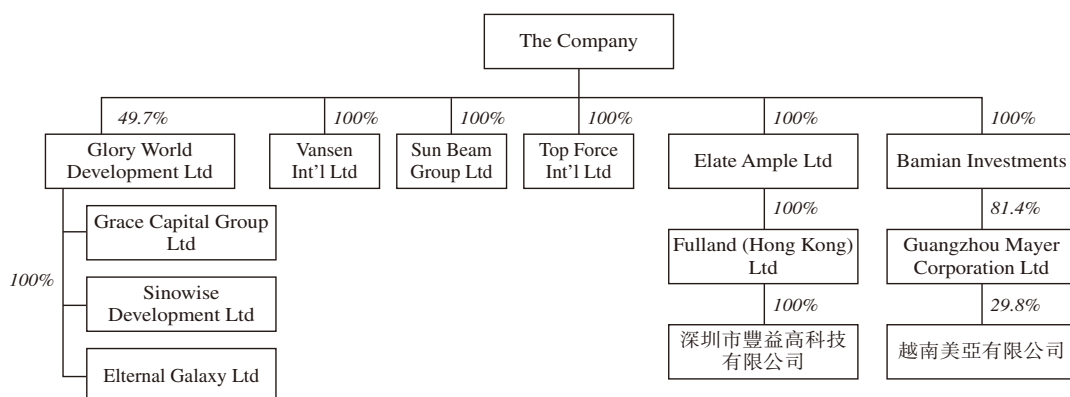 The Company
49.7%
100%
100%
100%
100%
100%
Glory World
Development Ltd
Vansen
Int'l Ltd
Sun Beam
Group Ltd
Top Force
Int'l Ltd
Elate Ample Ltd
Bamian Investments
100%
81.4%
Grace Capital Group
Ltd
Fulland (Hong Kong)
Ltd
Guangzhou Mayer
Corporation Ltd
100%
Sinowise
Development Ltd
100%
29.8%
深圳市豐益高科技
有限公司
越南美亞有限公司
Elternal Galaxy Ltd